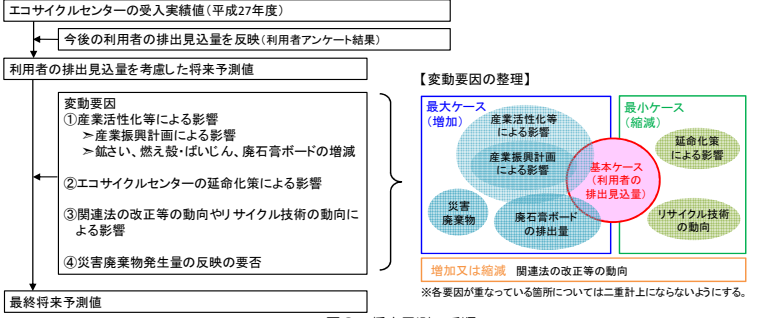 エコサイクルセンターの受入実績値（平成27年度）
今後の利用者の排出見込量を反映（利用者アンケート結果）
利用者の排出見込量を考慮した将来予測値
変動要因
①産業活性化等による影響
➣産業振興計画による影響
➣鉱さい、燃え殻・ばいじん、廃石膏ボードの増減
②エコサイクルセンターの延命化策による影響
③関連法の改正等の動向やリサイクル技術の動向に
よる影響
④災害廃棄物発生量の反映の要否
最終将来予測値
【変動要因の整理】
最大ケース
（増加）
産業活性化等
による影響
産業振興計画
による影響
災害
廃棄物
廃石膏ボード
の排出量
基本ケース
（利用者の
排出見込量）
最小ケース
（縮減）
延命化策
による影響
リサイクル技術
の動向
増加又は縮減 関連法の改正等の動向
※各要因が重なっている箇所については二重計上にならないようにする。